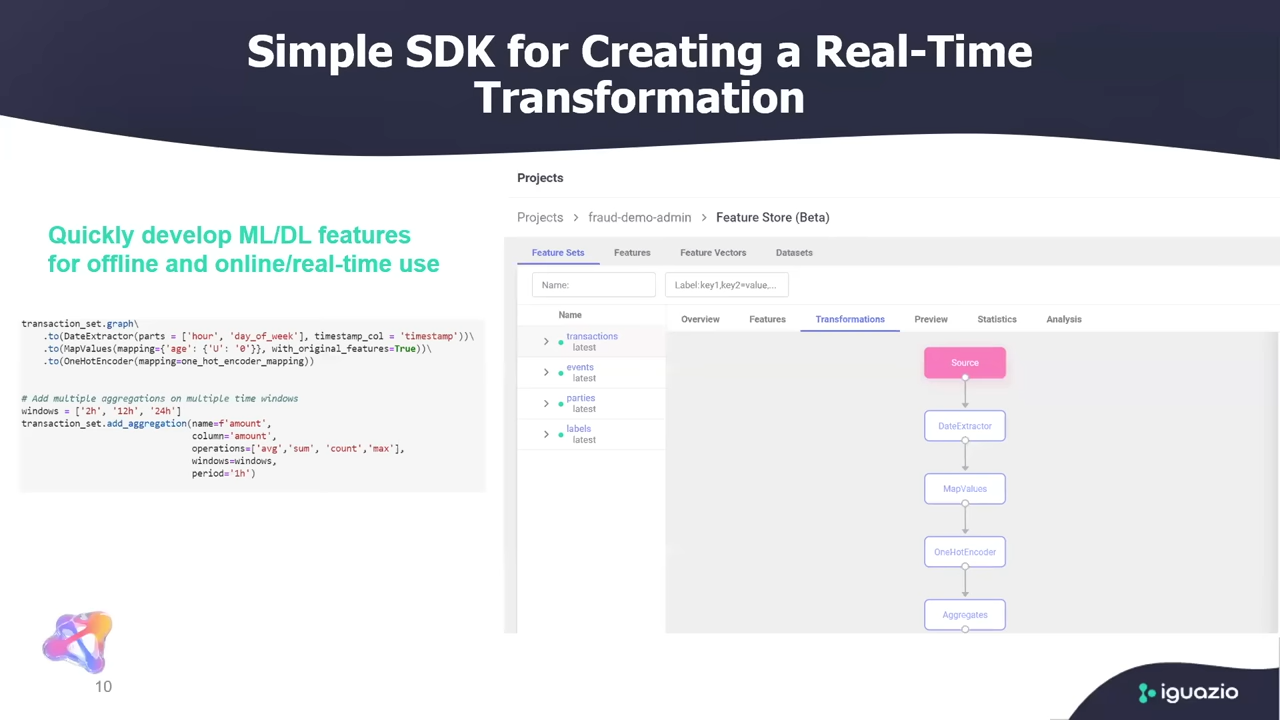 Simple SDK for Creating a Real-Time
Transformation
Quickly develop ML/DL features
for offline and online/real-time use
transaction_set.graph\
.to(DateExtractor(parts = ['hour', 'day_of_week'], timestamp_col = 'timestamp'))\
.to(MapValues(mapping={'age': {'U': '0'}}, with_original_features=True))\
.to(OneHotEncoder(mapping=one_hot_encoder_mapping))
# Add multiple aggregations on multiple time windows
windows = ['2h', '12h', '24h']
transaction_set.add_aggregation(name=f'amount',
column='amount',
operations=['avg','sum', 'count','max'],
windows=windows,
period='1h')
Projects
Projects > fraud-demo-admin > Feature Store (Beta)
Feature Sets Features Feature Vectors Datasets
Name: Label:key1,key2=value,...
Name
transactions
latest
events
latest
parties
latest
labels
latest
Overview Features Transformations Preview Statistics Analysis
Source
DateExtractor
MapValues
OneHotEncoder
Aggregates
10
iguazio